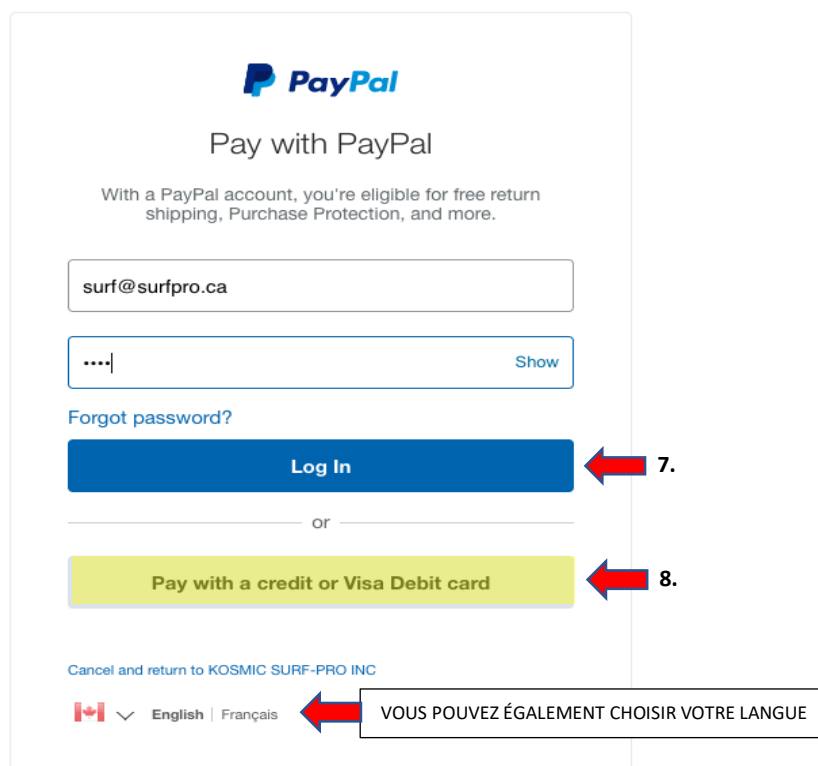 PayPal
Pay with PayPal
With a PayPal account, you're eligible for free return
shipping, Purchase Protection, and more.
surf@surfpro.ca
•••• Show
Forgot password?
Log In
7.
or
Pay with a credit or Visa Debit card
8.
Cancel and return to KOSMIC SURF-PRO INC
English | Français
VOUS POUVEZ ÉGALEMENT CHOISIR VOTRE LANGUE